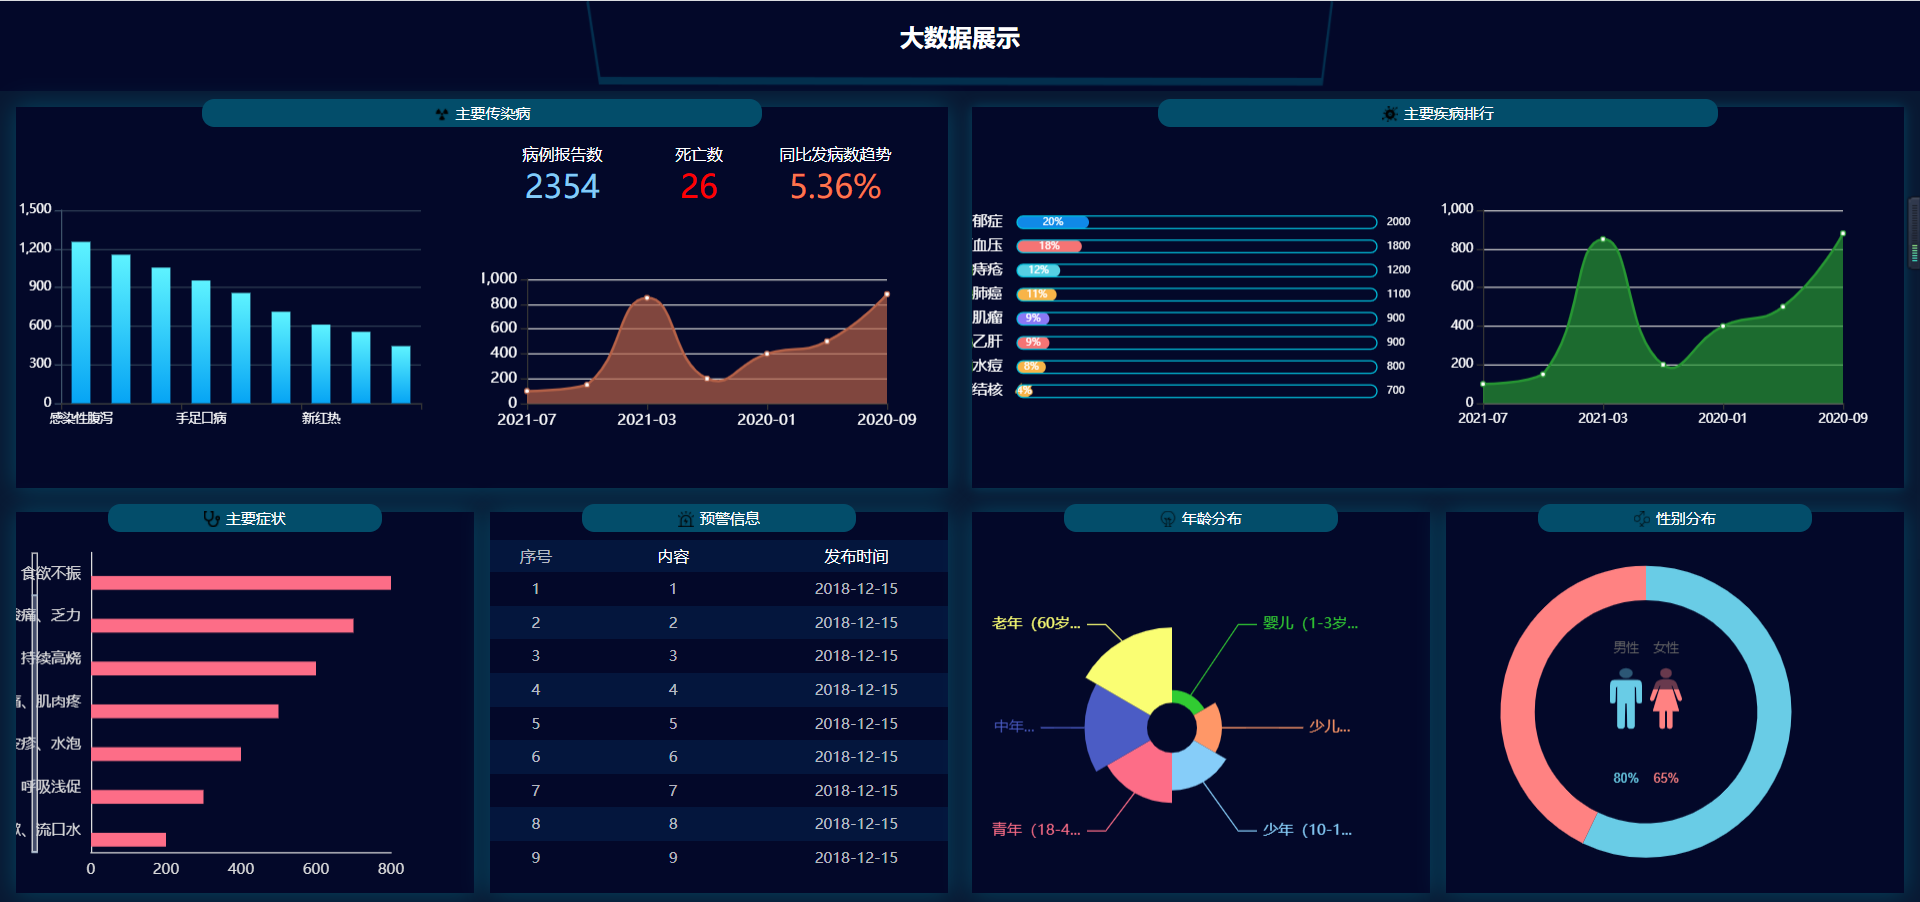 大数据展示
主要传染病
病例报告数 死亡数 同比发病数趋势
2354 26 5.36%
1,500
1,200
900
600
300
0
感染性腹泻 手足口病 新红热
1,000
800
600
400
200
0
2021-07 2021-03 2020-01 2020-09
主要疾病排行
郁症 20% 2000
血压 18% 1800
痔疮 12% 1200
肺癌 11% 1100
肌瘤 9% 900
乙肝 9% 900
水痘 8% 800
结核 4% 700
1,000
800
600
400
200
0
2021-07 2021-03 2020-01 2020-09
主要症状
食欲不振
痛、乏力
持续高烧
、肌肉疼
疹、水泡
呼吸浅促
、流口水
0 200 400 600 800
预警信息
序号 内容 发布时间
1 1 2018-12-15
2 2 2018-12-15
3 3 2018-12-15
4 4 2018-12-15
5 5 2018-12-15
6 6 2018-12-15
7 7 2018-12-15
8 8 2018-12-15
9 9 2018-12-15
年龄分布
老年（60岁... 婴儿（1-3岁...
中年... 少儿...
青年（18-4... 少年（10-1...
性别分布
男性 女性
80% 65%